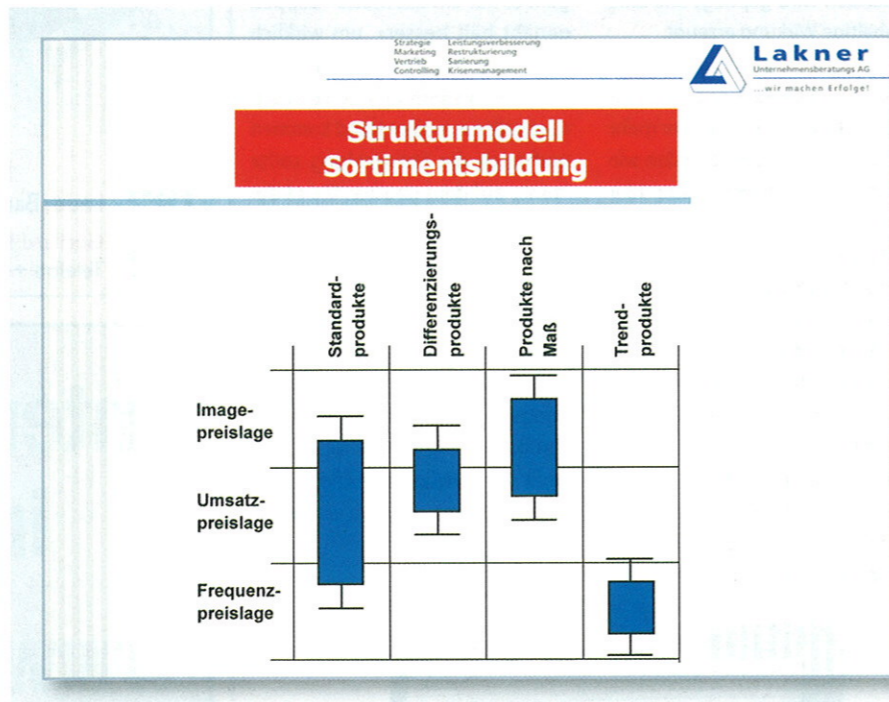 Strategie Leistungsverbesserung
Marketing Restrukturierung
Vertrieb Sanierung
Controlling Krisenmanagement
Lakner
Unternehmensberatungs AG
...wir machen Erfolge!
Strukturmodell
Sortimentsbildung
Standard-
produkte
Differenzierungs-
produkte
Produkte nach
Maß
Trend-
produkte
Image-
preislage
Umsatz-
preislage
Frequenz-
preislage